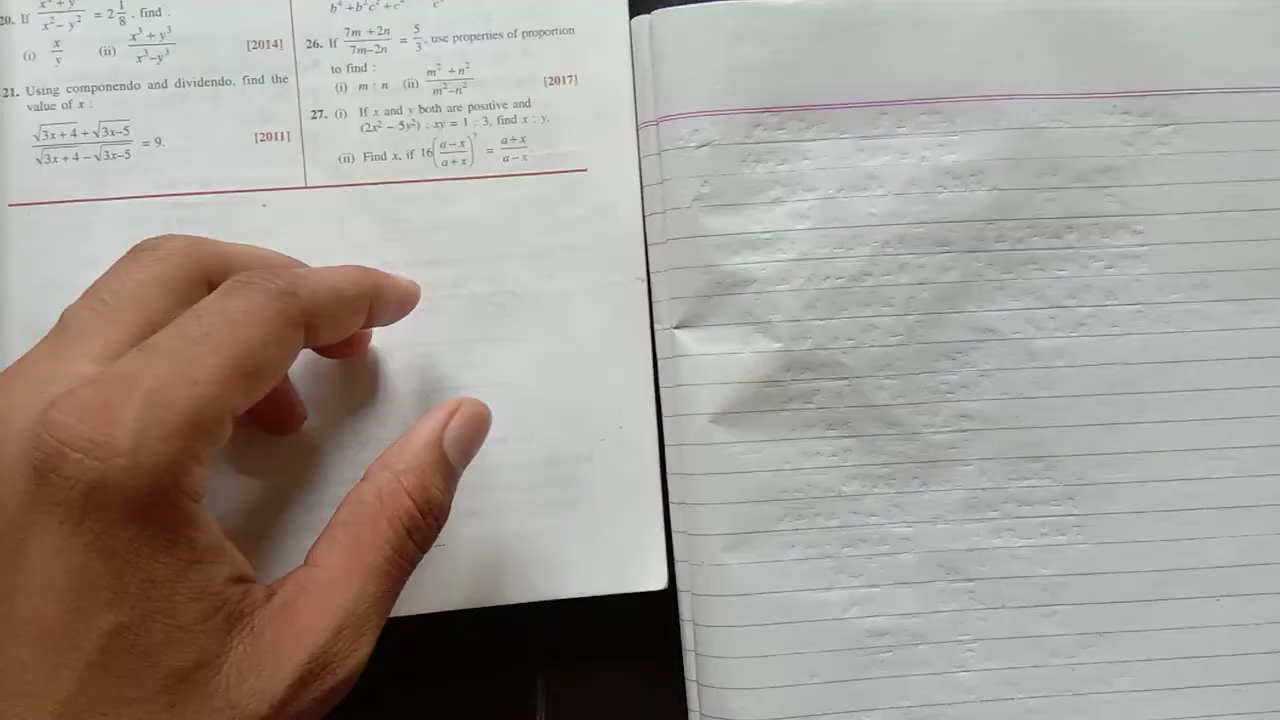 20. If x² + y² / x² − y² = 2 1/8, find :
(i) x/y (ii) x³ + y³ / x³ − y³ [2014]
21. Using componendo and dividendo, find the
value of x :
√3x + 4 + √3x−5 / √3x + 4 − √3x−5 = 9. [2011]
26. If 7m + 2n / 7m − 2n = 5/3, use properties of proportion
to find :
(i) m : n (ii) m² + n² / m² − n² [2017]
27. (i) If x and y both are positive and
(2x² − 5y²) : xy = 1 : 3, find x : y.
(ii) Find x, if 16(a − x / a + x)³ = a + x / a − x